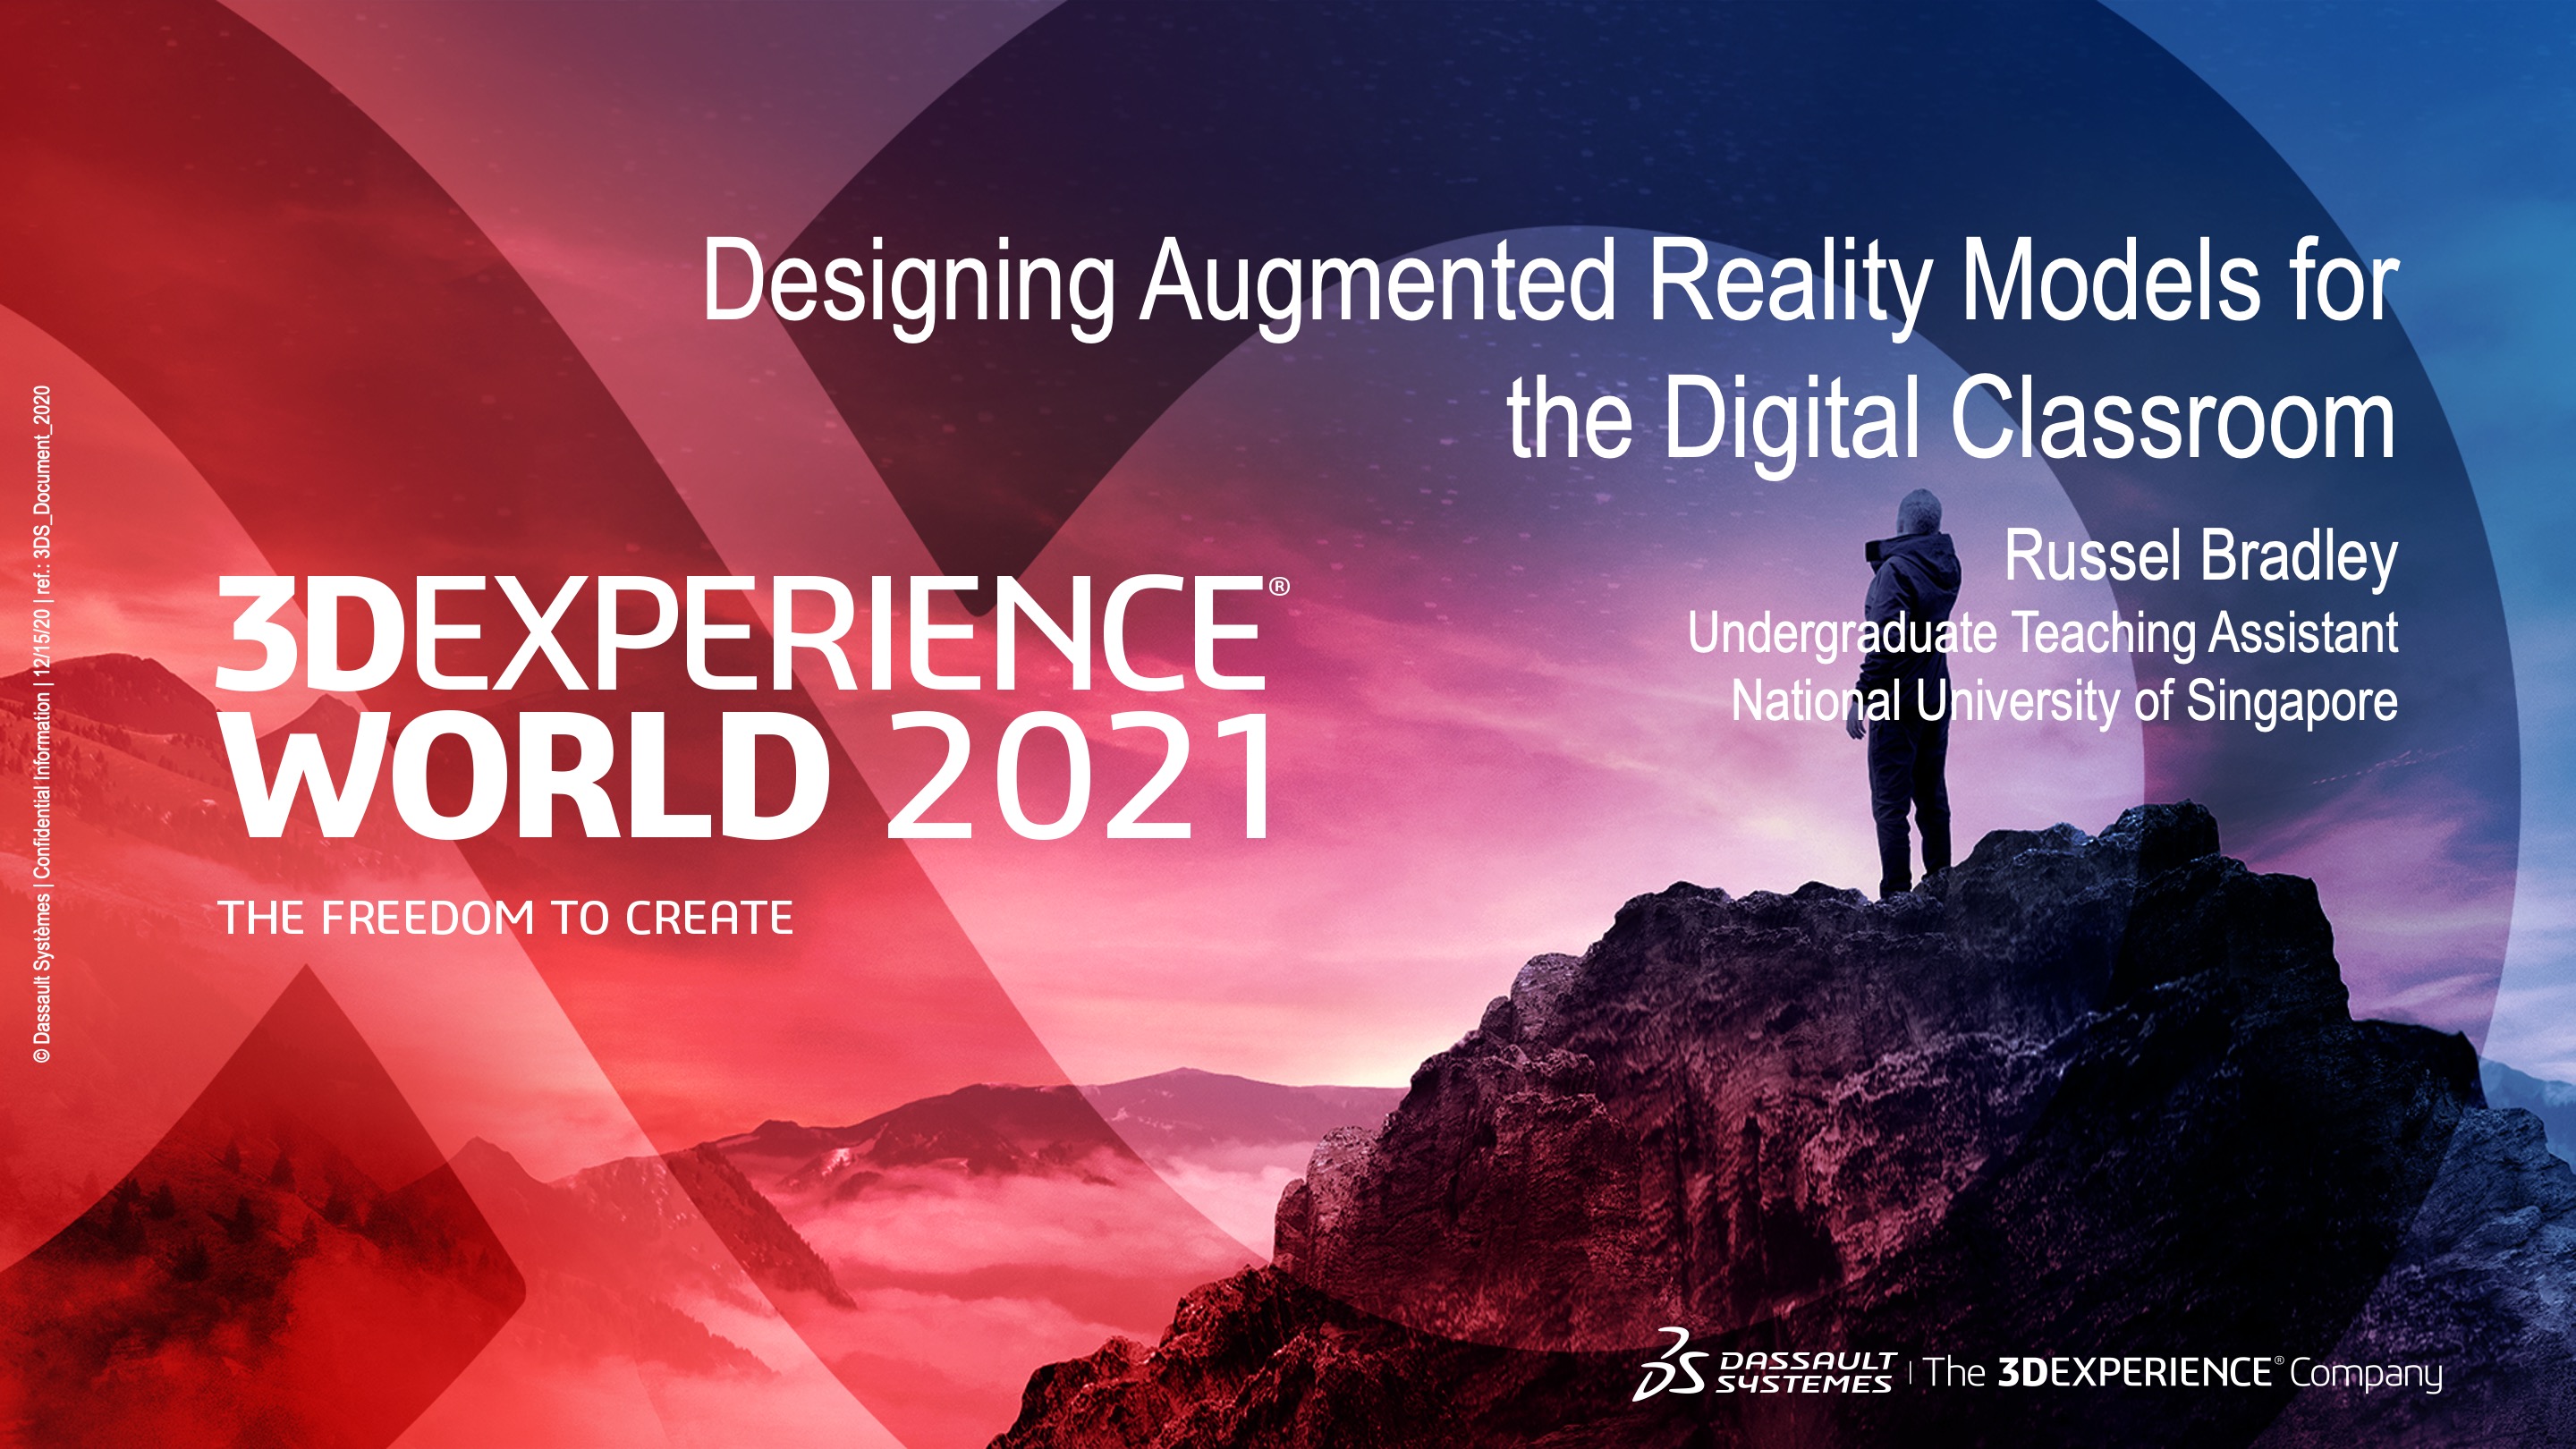 Designing Augmented Reality Models for
the Digital Classroom
Russel Bradley
Undergraduate Teaching Assistant
National University of Singapore
3DEXPERIENCE®
WORLD 2021
THE FREEDOM TO CREATE
© Dassault Systèmes | Confidential Information | 12/15/20 | ref.: 3DS_Document_2020
3DS DASSAULT SYSTEMES | The 3DEXPERIENCE® Company